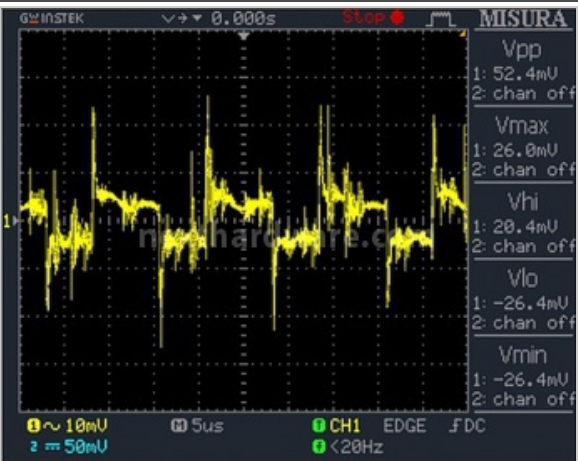 GWINSTEK 0.000s Stop MISURA
Vpp
1: 52.4mV
2: chan off
Vmax
1: 26.0mV
2: chan off
Vhi
1: 20.4mV
2: chan off
Vlo
1: -26.4mV
2: chan off
Vmin
1: -26.4mV
2: chan off
1
1 10mV M 5us T CH1 EDGE DC
2 50mV f <20Hz